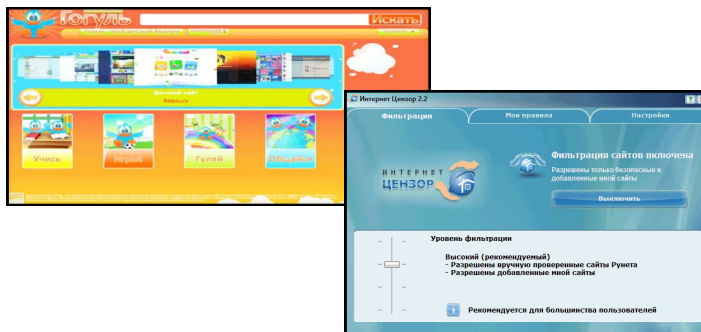 Гогуль
Искать
Детский сайт
Учись
Играй
Гуляй
Общайся
Интернет Цензор 2.2
Фильтрация
Мои правила
Настройки
ИНТЕРНЕТ
ЦЕНЗОР
Фильтрация сайтов включена
Разрешены только безопасные и
добавленные мной сайты
Выключить
Уровень фильтрации
Высокий (рекомендуемый)
- Разрешены вручную проверенные сайты Рунета
- Разрешены добавленные мной сайты
Рекомендуется для большинства пользователей